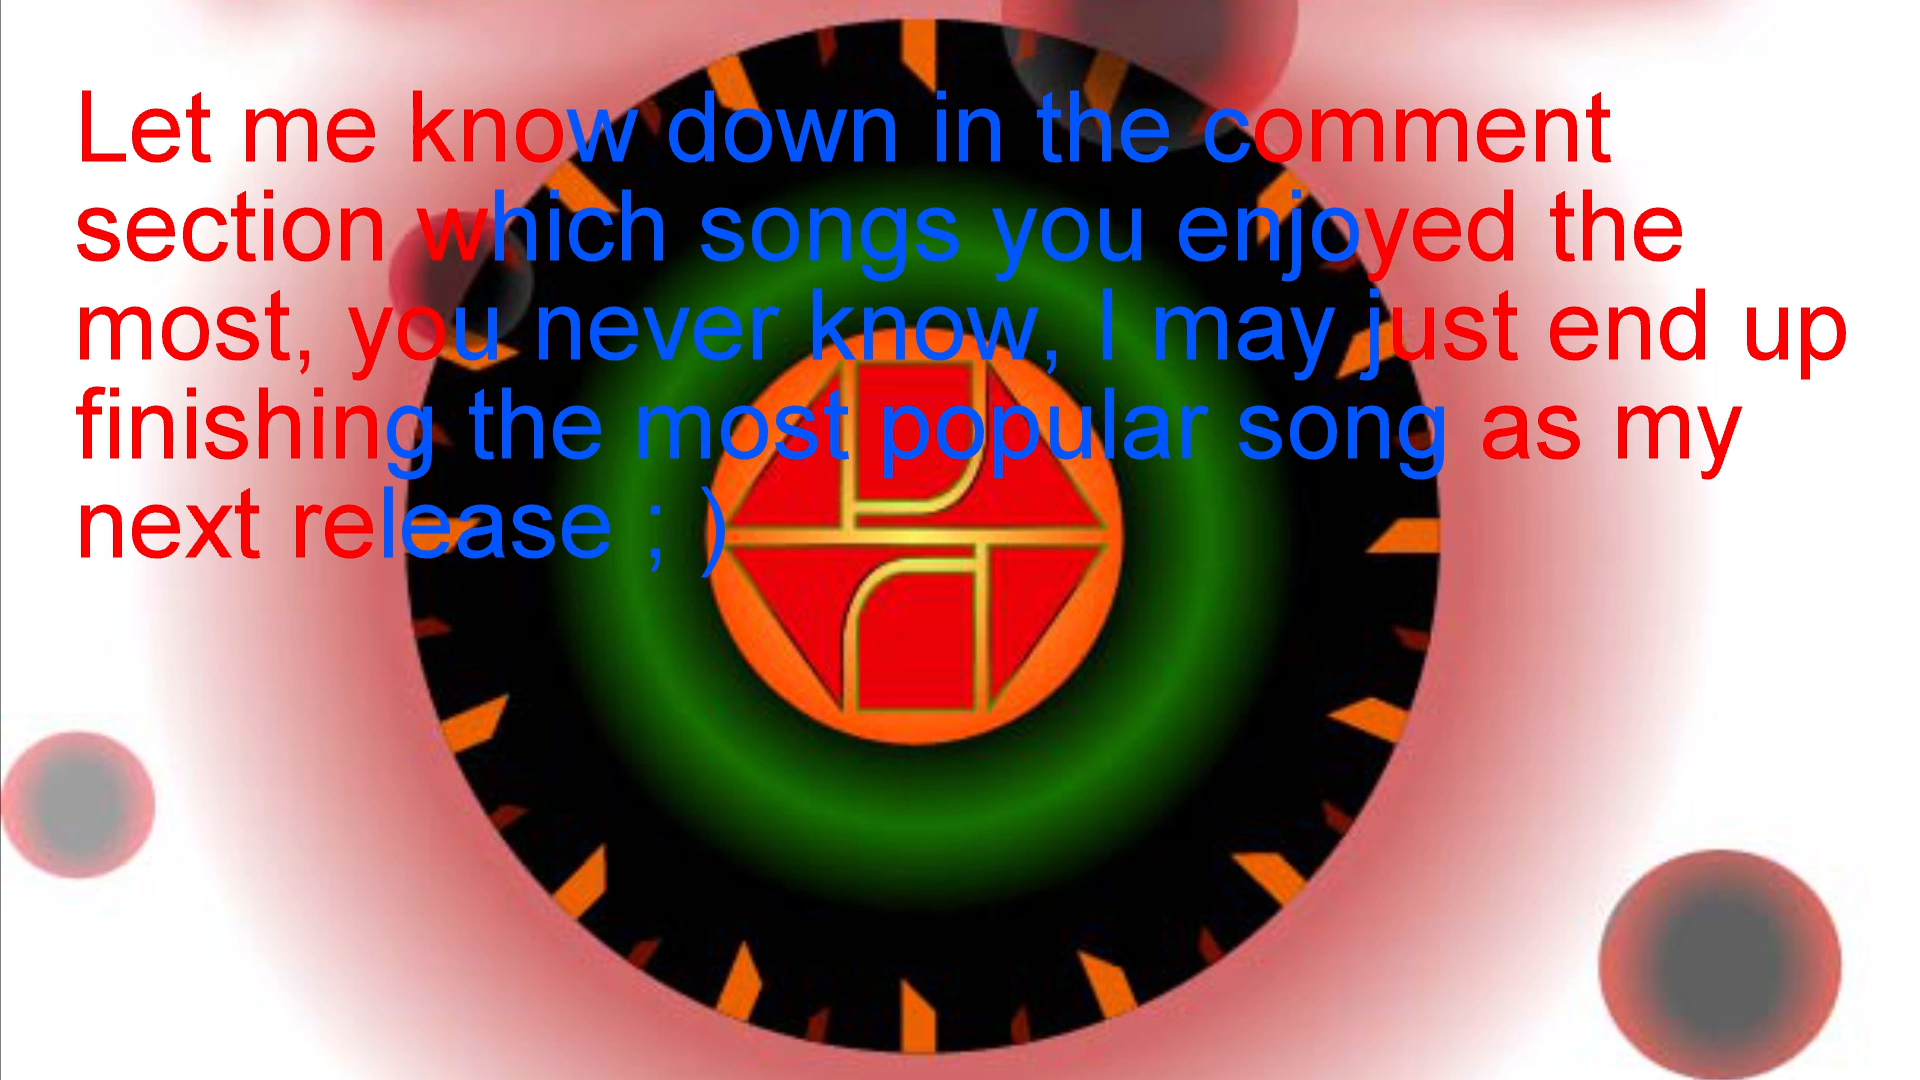 Let me know down in the comment
section which songs you enjoyed the
most, you never know, I may just end up
finishing the most popular song as my
next release ; )